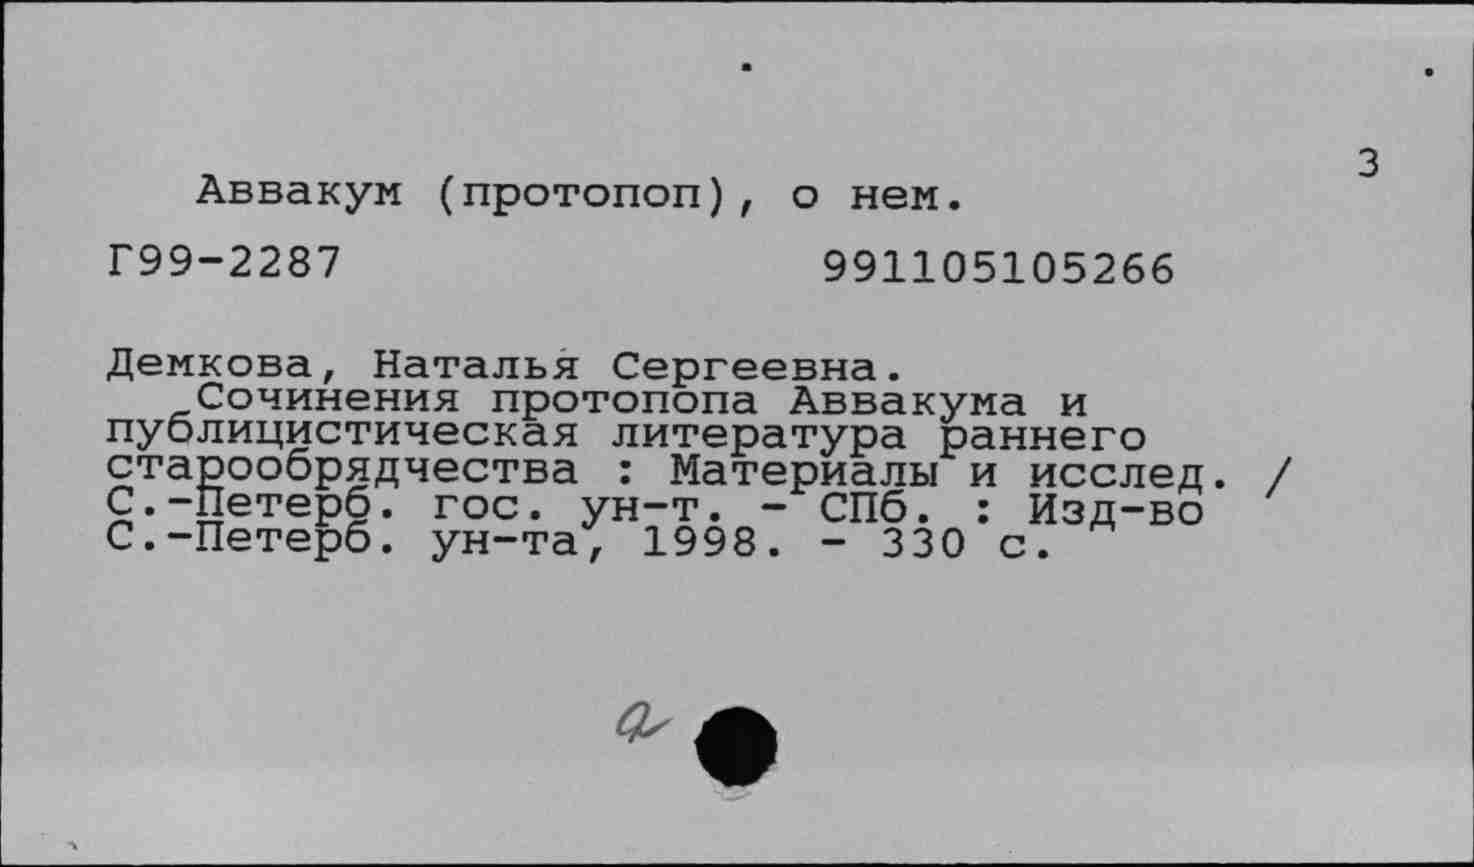 3
Аввакум (протопоп), о нем.
Г99-2287 991105105266
Демкова, Наталья Сергеевна.
Сочинения протопопа Аввакума и
публицистическая литература раннего
старообрядчества : Материалы и исслед. /
С.-Петерб. гос. ун-т. - СПб. : Изд-во
С.-Петерб. ун-та, 1998. - 330 с.